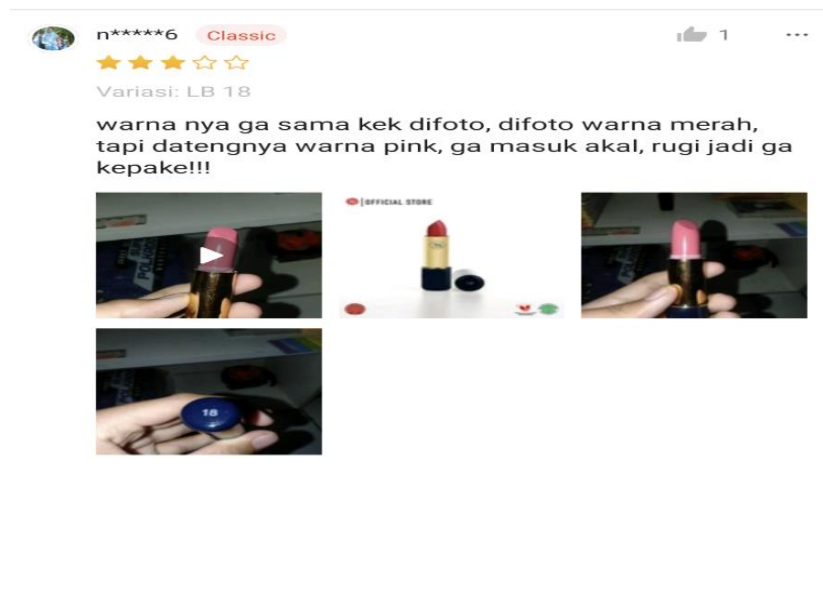 n*****6 Classic
1
Variasi: LB 18
warna nya ga sama kek difoto, difoto warna merah,
tapi datengnya warna pink, ga masuk akal, rugi jadi ga
kepake!!!
OFFICIAL STORE
18